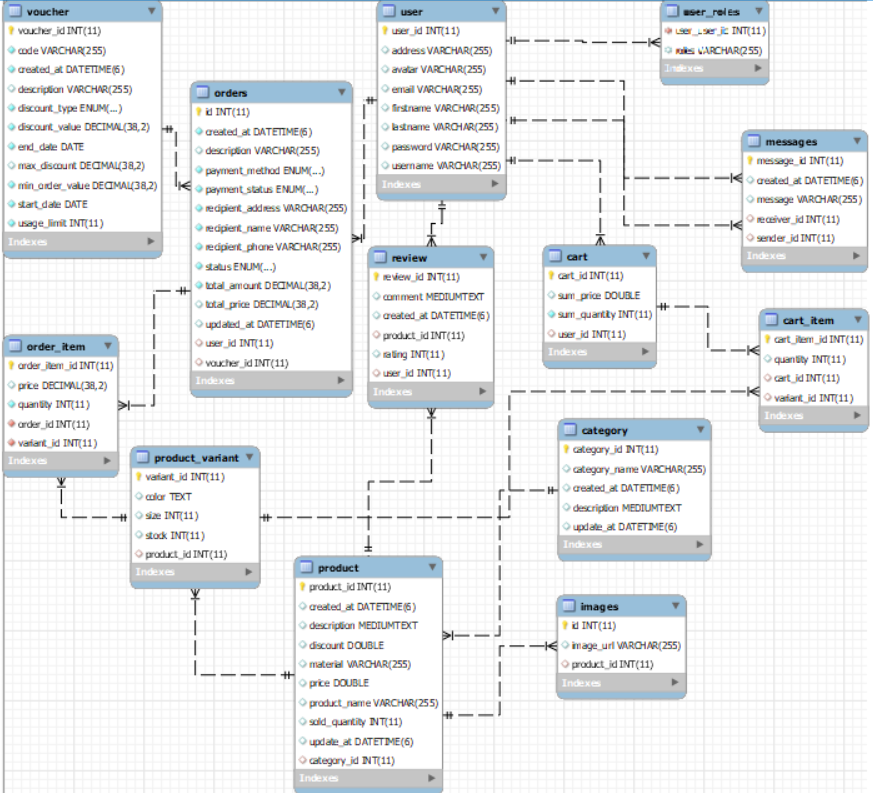 voucher
voucher_id INT(11)
code VARCHAR(255)
created_at DATETIME(6)
description VARCHAR(255)
discount_type ENUM(...)
discount_value DECIMAL(38,2)
end_date DATE
max_discount DECIMAL(38,2)
min_order_value DECIMAL(38,2)
start_date DATE
usage_limit INT(11)
Indexes
orders
id INT(11)
created_at DATETIME(6)
description VARCHAR(255)
payment_method ENUM(...)
payment_status ENUM(...)
recipient_address VARCHAR(255)
recipient_name VARCHAR(255)
recipient_phone VARCHAR(255)
status ENUM(...)
total_amount DECIMAL(38,2)
total_price DECIMAL(38,2)
updated_at DATETIME(6)
user_id INT(11)
voucher_id INT(11)
Indexes
user
user_id INT(11)
address VARCHAR(255)
avatar VARCHAR(255)
email VARCHAR(255)
firstname VARCHAR(255)
lastname VARCHAR(255)
password VARCHAR(255)
username VARCHAR(255)
Indexes
user_roles
user_user_id INT(11)
roles VARCHAR(255)
Indexes
messages
message_id INT(11)
created_at DATETIME(6)
message VARCHAR(255)
receiver_id INT(11)
sender_id INT(11)
Indexes
review
review_id INT(11)
comment MEDIUMTEXT
created_at DATETIME(6)
product_id INT(11)
rating INT(11)
user_id INT(11)
Indexes
cart
cart_id INT(11)
sum_price DOUBLE
sum_quantity INT(11)
user_id INT(11)
Indexes
cart_item
cart_item_id INT(11)
quantity INT(11)
cart_id INT(11)
variant_id INT(11)
Indexes
order_item
order_item_id INT(11)
price DECIMAL(38,2)
quantity INT(11)
order_id INT(11)
variant_id INT(11)
Indexes
product_variant
variant_id INT(11)
color TEXT
size INT(11)
stock INT(11)
product_id INT(11)
Indexes
category
category_id INT(11)
category_name VARCHAR(255)
created_at DATETIME(6)
description MEDIUMTEXT
update_at DATETIME(6)
Indexes
product
product_id INT(11)
created_at DATETIME(6)
description MEDIUMTEXT
discount DOUBLE
material VARCHAR(255)
price DOUBLE
product_name VARCHAR(255)
sold_quantity INT(11)
update_at DATETIME(6)
category_id INT(11)
Indexes
images
id INT(11)
image_url VARCHAR(255)
product_id INT(11)
Indexes